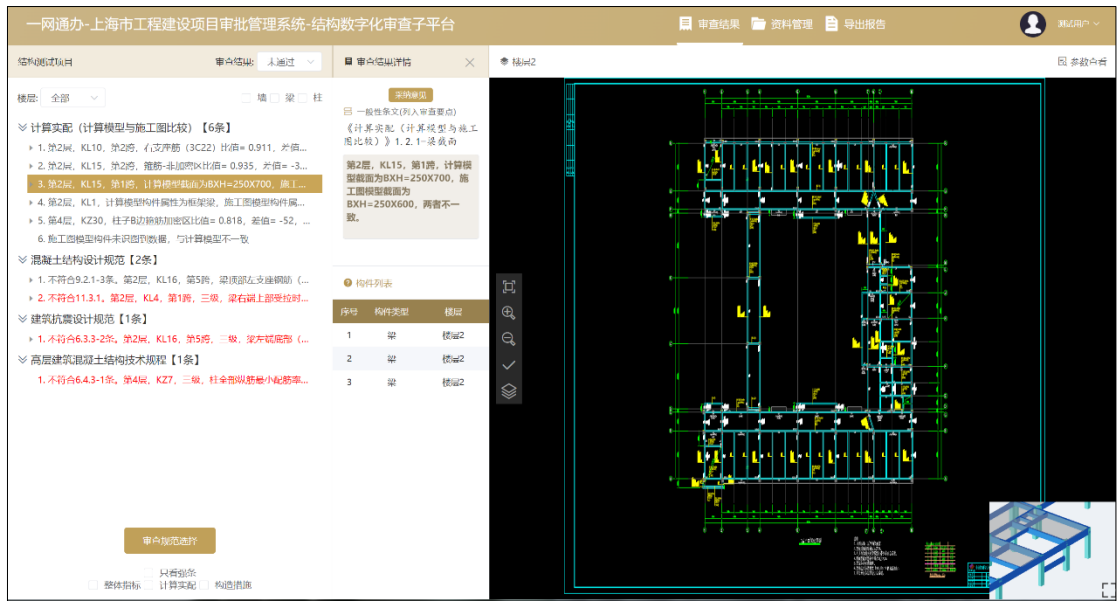 一网通办-上海市工程建设项目审批管理系统-结构数字化审查子平台
审查结果
资料管理
导出报告
测试用户
结构测试项目
审查结果: 未通过
楼层: 全部
墙 梁 柱
计算实配（计算模型与施工图比较）【6条】
1. 第2层, KL10, 第2跨, 右支座筋 (3C22) 比值= 0.911, 差值...
2. 第2层, KL15, 第2跨, 箍筋-非加密区比值= 0.935, 差值= -3...
3. 第2层, KL15, 第1跨, 计算模型截面为BXH=250X700, 施工...
4. 第2层, KL1, 计算模型构件属性为框架梁, 施工图模型构件属...
5. 第4层, KZ30, 柱子B边箍筋加密区比值= 0.818, 差值= -52, ...
6. 施工图模型构件未识图到数据, 与计算模型不一致
混凝土结构设计规范【2条】
1. 不符合9.2.1-3条。第2层, KL16, 第5跨, 梁顶部左支座钢筋（...
2. 不符合11.3.1。第2层, KL4, 第1跨, 三级, 梁右端上部受拉时...
建筑抗震设计规范【1条】
1. 不符合6.3.3-2条。第2层, KL16, 第5跨, 三级, 梁左端底部（...
高层建筑混凝土结构技术规程【1条】
1. 不符合6.4.3-1条。第4层, KZ7, 三级, 柱全部纵筋最小配筋率...
审查规范选择
只看强条
整体指标 计算实配 构造措施
审查结果详情
采纳意见
一般性条文(列入审查要点)
《计算实配（计算模型与施工
图比较）》1.2.1-梁截面
第2层, KL15, 第1跨, 计算模
型截面为BXH=250X700, 施
工图模型截面为
BXH=250X600, 两者不一
致。
构件列表
序号 构件类型 楼层
1 梁 楼层2
2 梁 楼层2
3 梁 楼层2
楼层2
参数查看